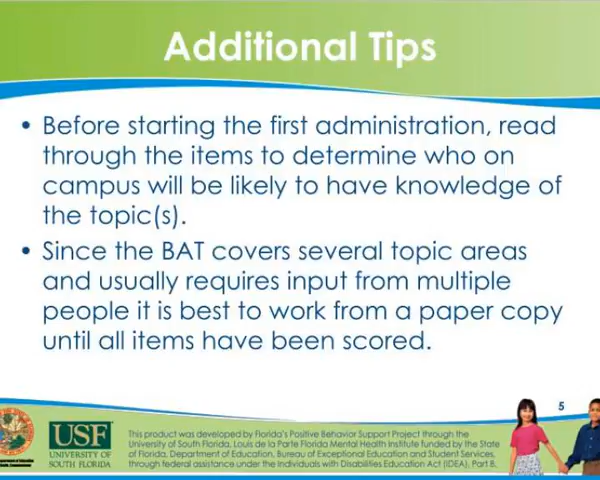 Additional Tips
• Before starting the first administration, read
through the items to determine who on
campus will be likely to have knowledge of
the topic(s).
• Since the BAT covers several topic areas
and usually requires input from multiple
people it is best to work from a paper copy
until all items have been scored.
5
USF
UNIVERSITY OF
SOUTH FLORIDA
This product was developed by Florida's Positive Behavior Support Project through the
University of South Florida, Louis de la Parte Florida Mental Health Institute funded by the State
of Florida, Department of Education, Bureau of Exceptional Education and Student Services,
through federal assistance under the Individuals with Disabilities Education Act (IDEA), Part B.